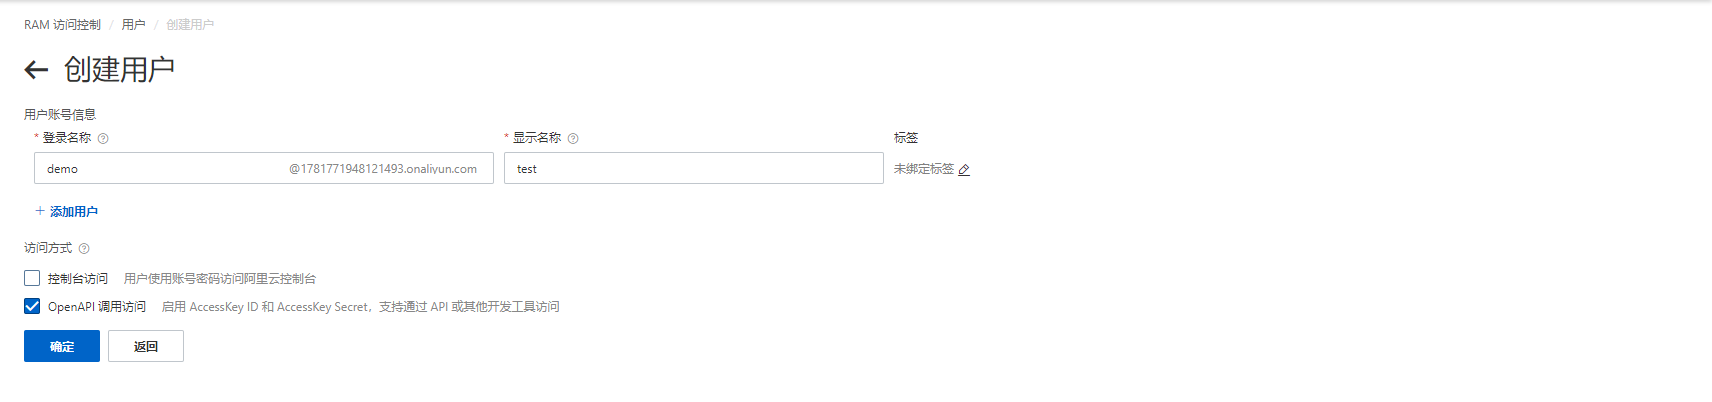 RAM 访问控制 / 用户 / 创建用户
创建用户
用户账号信息
* 登录名称 * 显示名称 标签
demo @1781771948121493.onaliyun.com test 未绑定标签
+ 添加用户
访问方式
控制台访问 用户使用账号密码访问阿里云控制台
OpenAPI 调用访问 启用 AccessKey ID 和 AccessKey Secret，支持通过 API 或其他开发工具访问
确定 返回